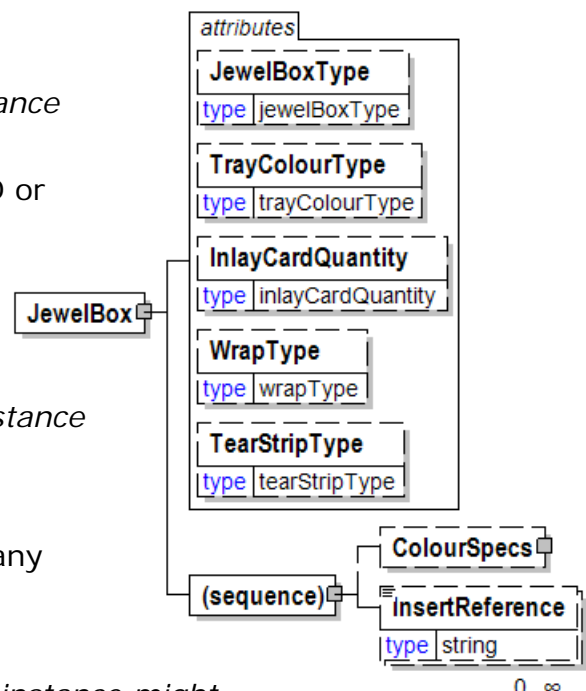 attributes
JewelBoxType
type jewelBoxType
ance
TrayColourType
O or
type trayColourType
InlayCardQuantity
type inlayCardQuantity
JewelBox
WrapType
type wrapType
stance
TearStripType
type tearStripType
any
ColourSpecs
(sequence)
InsertReference
type string
instance might
0 ∞